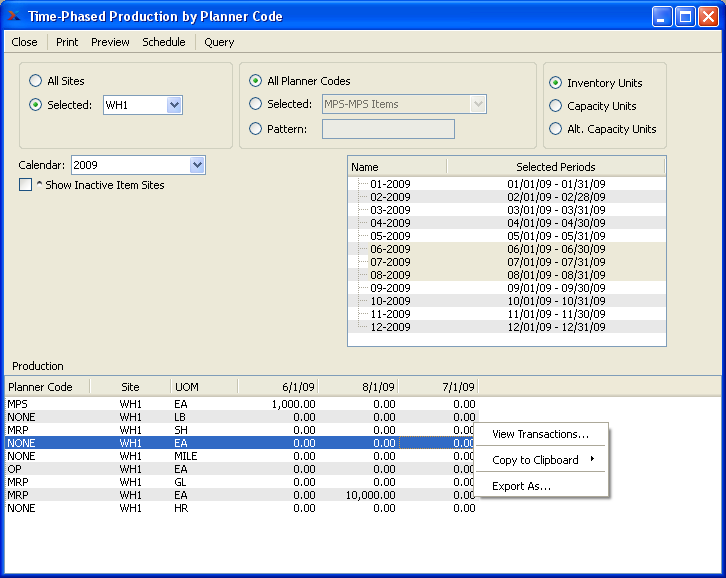 Time-Phased Production by Planner Code
Close Print Preview Schedule Query
All Sites
Selected: WH1
All Planner Codes
Selected: MPS-MPS Items
Pattern:
Inventory Units
Capacity Units
Alt. Capacity Units
Calendar: 2009
^ Show Inactive Item Sites
Name Selected Periods
01-2009 01/01/09 - 01/31/09
02-2009 02/01/09 - 02/28/09
03-2009 03/01/09 - 03/31/09
04-2009 04/01/09 - 04/30/09
05-2009 05/01/09 - 05/31/09
06-2009 06/01/09 - 06/30/09
07-2009 07/01/09 - 07/31/09
08-2009 08/01/09 - 08/31/09
09-2009 09/01/09 - 09/30/09
10-2009 10/01/09 - 10/31/09
11-2009 11/01/09 - 11/30/09
12-2009 12/01/09 - 12/31/09
Production
Planner Code Site UOM 6/1/09 8/1/09 7/1/09
MPS WH1 EA 1,000.00 0.00 0.00
NONE WH1 LB 0.00 0.00 0.00
MRP WH1 SH 0.00 0.00 0.00
NONE WH1 EA 0.00 0.00 0.00
NONE WH1 MILE 0.00 0.00 0.00
OP WH1 EA 0.00 0.00 0.00
MRP WH1 GL 0.00 0.00 0.00
MRP WH1 EA 0.00 10,000.00 0.00
NONE WH1 HR 0.00 0.00 0.00
View Transactions...
Copy to Clipboard
Export As...